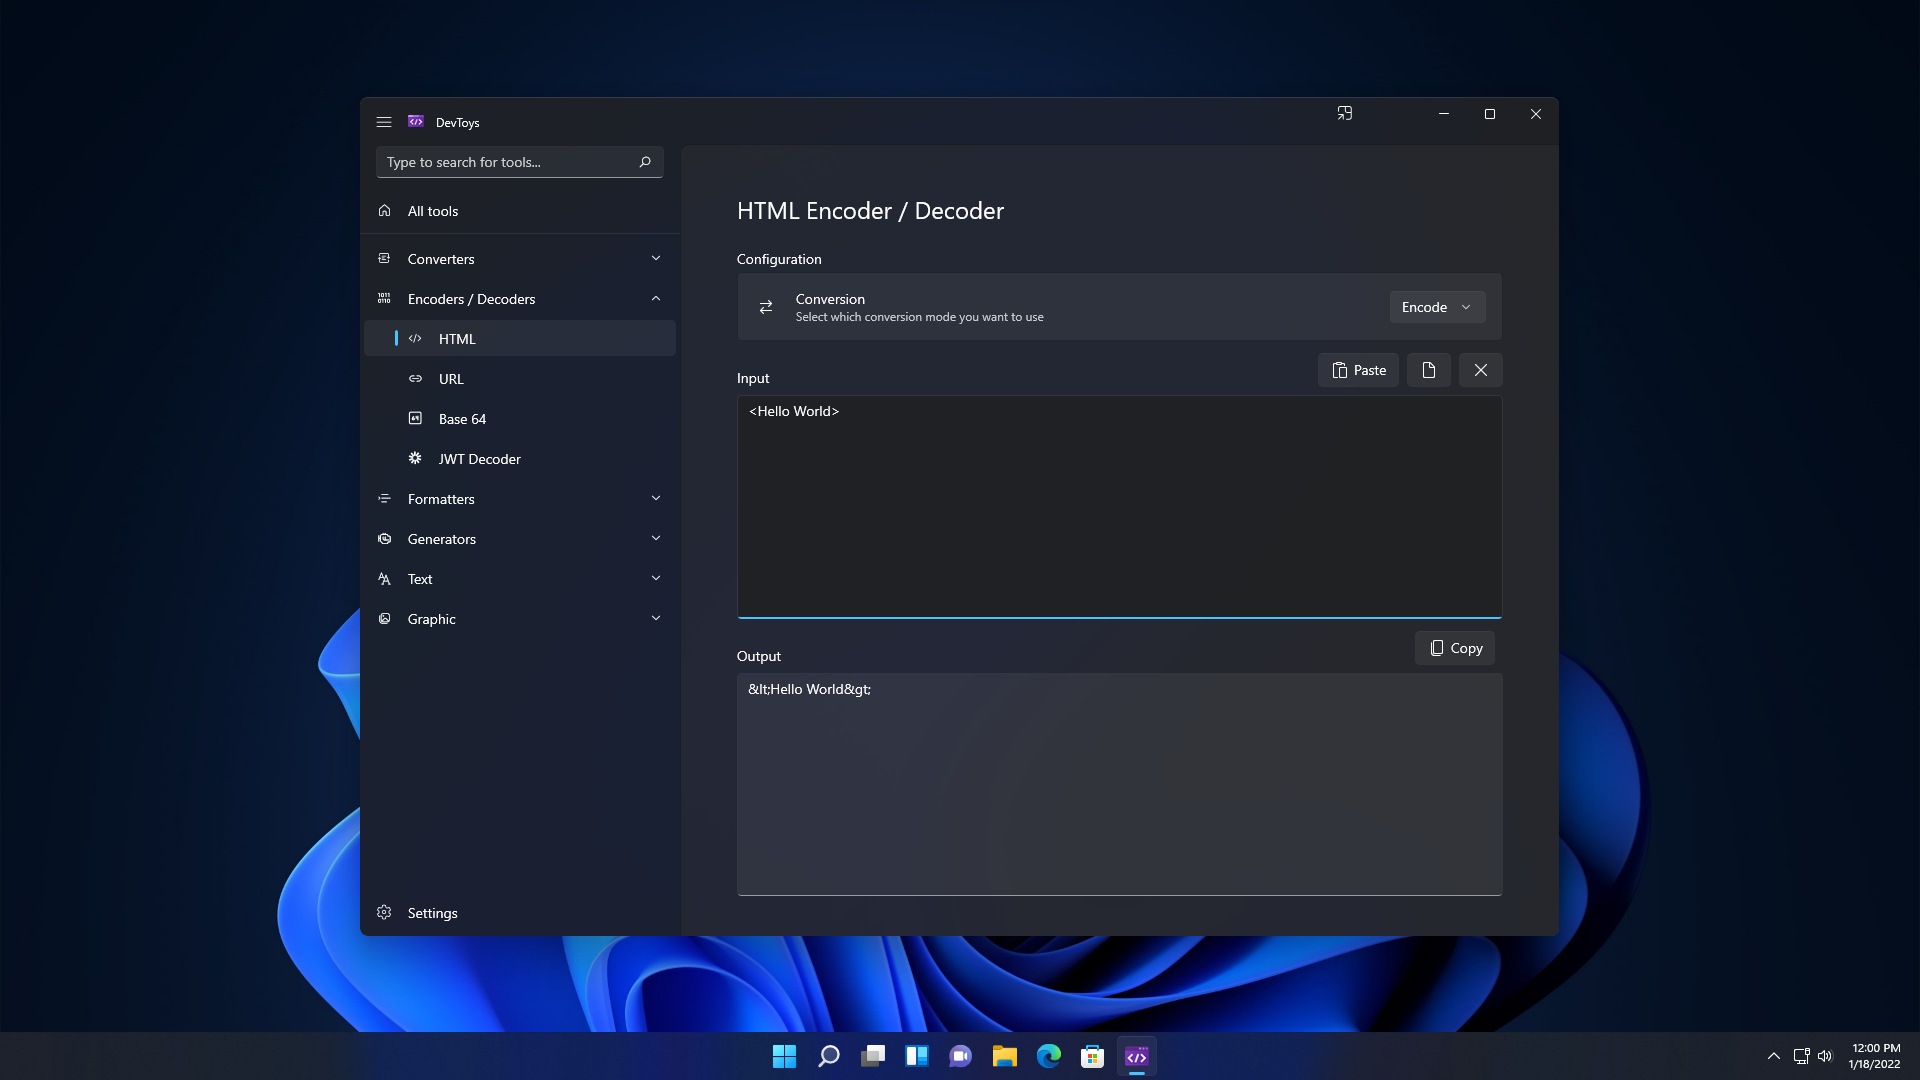 DevToys
Type to search for tools...
All tools
Converters
Encoders / Decoders
HTML
URL
Base 64
JWT Decoder
Formatters
Generators
Text
Graphic
Settings
HTML Encoder / Decoder
Configuration
Conversion
Select which conversion mode you want to use
Encode
Input
Paste
<Hello World>
Output
Copy
&lt;Hello World&gt;
12:00 PM
1/18/2022